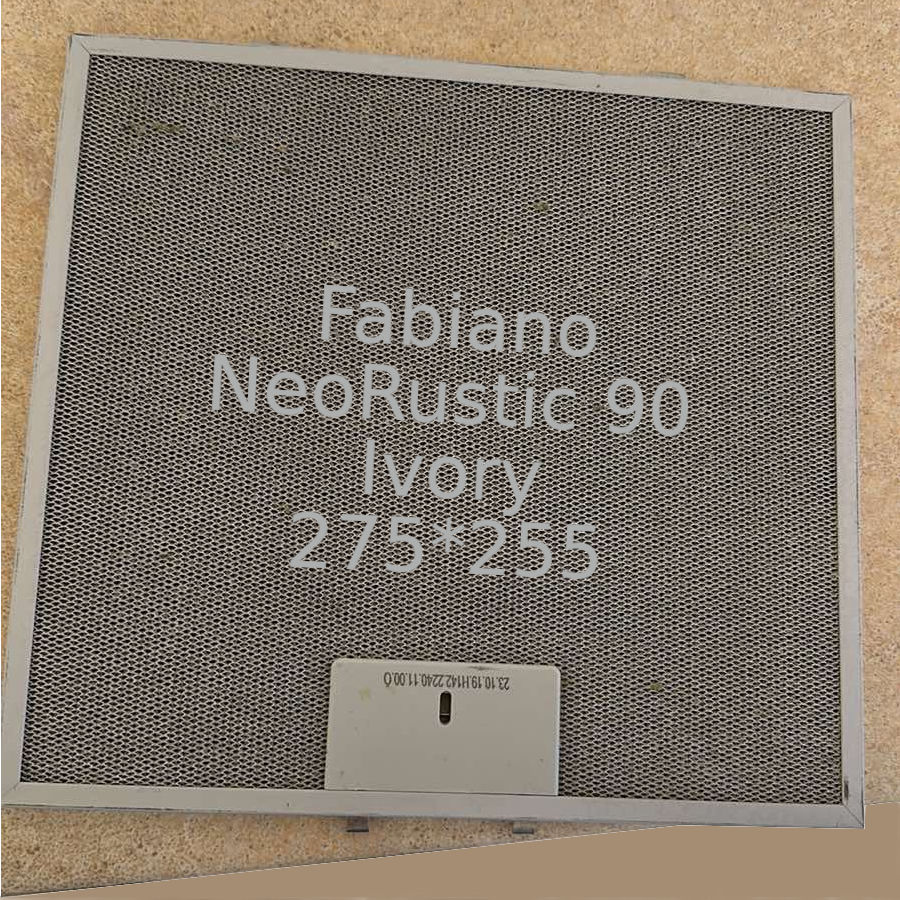 Fabiano
NeoRustic 90
Ivory
275*255
23.10.19.H142.2240.11.00.0